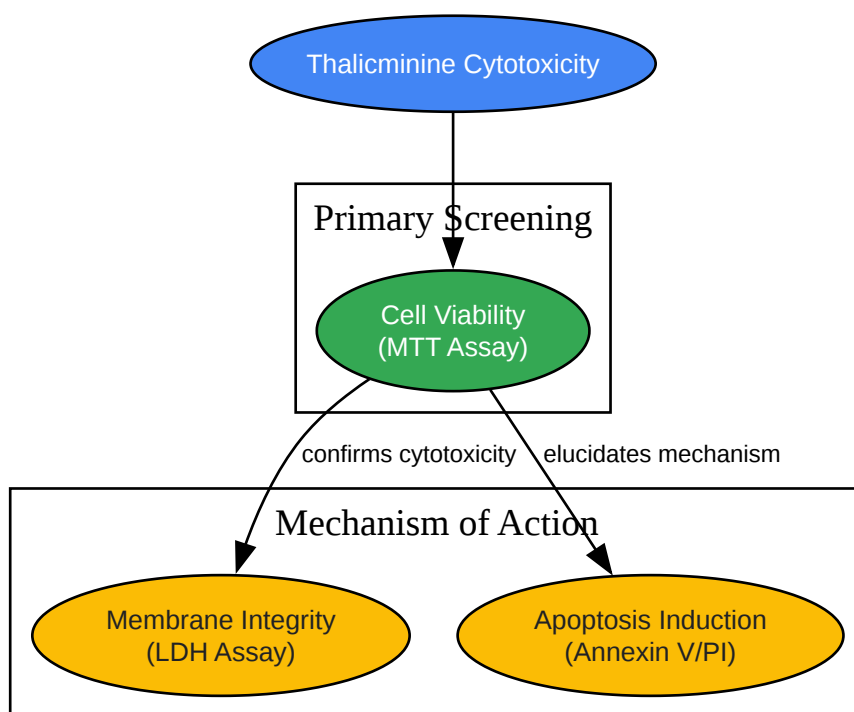 Thalicminine Cytotoxicity
Primary Screening
Cell Viability
(MTT Assay)
confirms cytotoxicity
elucidates mechanism
Mechanism of Action
Membrane Integrity
(LDH Assay)
Apoptosis Induction
(Annexin V/PI)